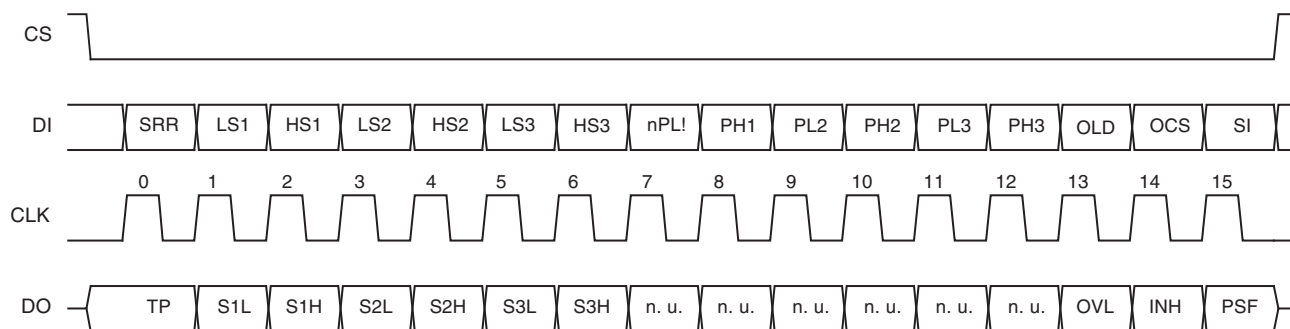 CS
DI SRR LS1 HS1 LS2 HS2 LS3 HS3 nPL! PH1 PL2 PH2 PL3 PH3 OLD OCS SI
0 1 2 3 4 5 6 7 8 9 10 11 12 13 14 15
CLK
DO TP S1L S1H S2L S2H S3L S3H n. u. n. u. n. u. n. u. n. u. n. u. OVL INH PSF